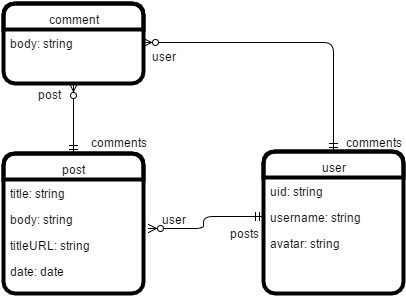 comment
body: string
user
post
comments
comments
post
title: string
body: string
titleURL: string
date: date
user
posts
user
uid: string
username: string
avatar: string